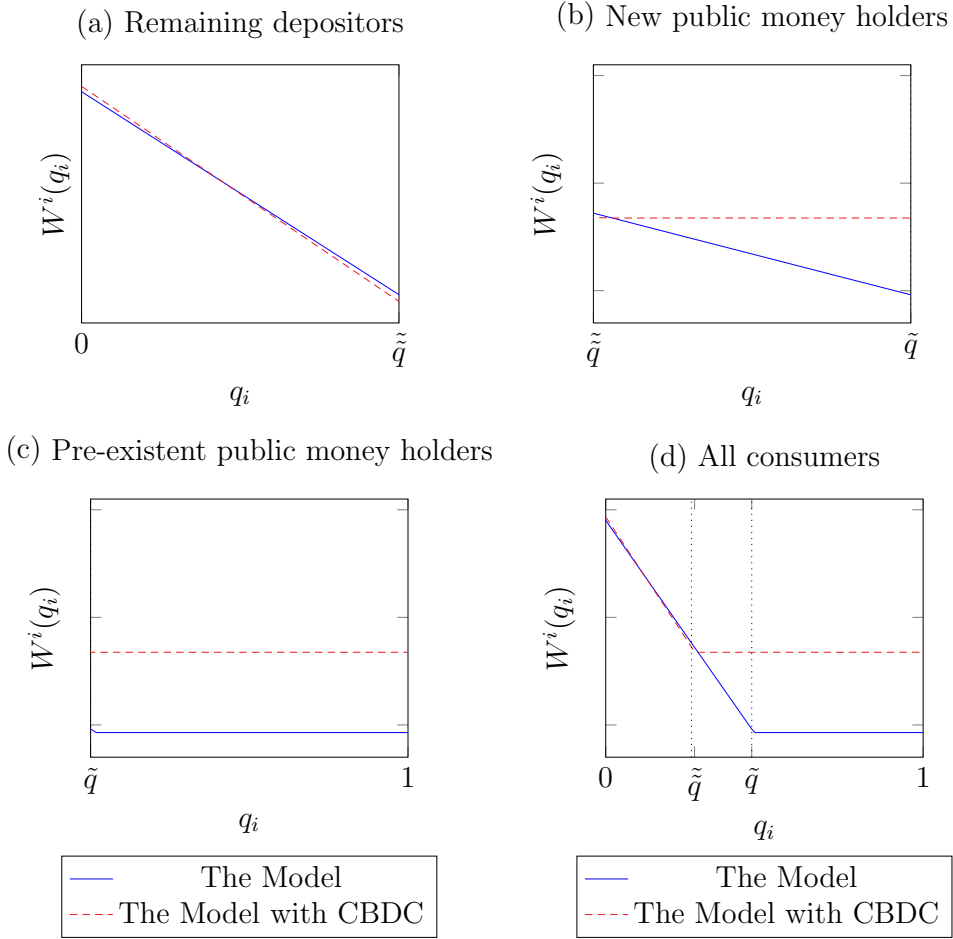 (a) Remaining depositors
W^i(q_i)
0
q̃̃
q_i
(b) New public money holders
W^i(q_i)
q̃̃
q̃
q_i
(c) Pre-existent public money holders
W^i(q_i)
q̃
1
q_i
(d) All consumers
W^i(q_i)
0
q̃̃
q̃
1
q_i
The Model
The Model with CBDC
The Model
The Model with CBDC